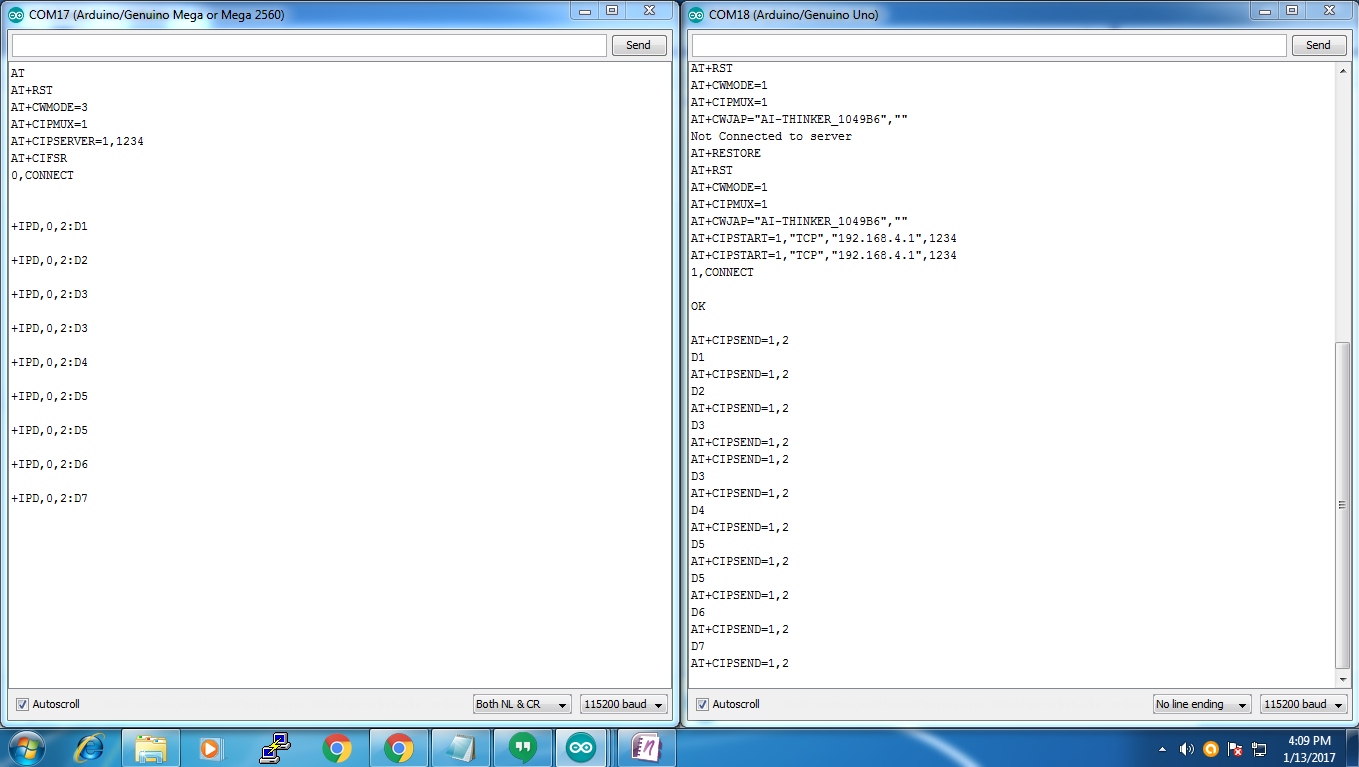 COM17 (Arduino/Genuino Mega or Mega 2560)
Send
AT
AT+RST
AT+CWMODE=3
AT+CIPMUX=1
AT+CIPSERVER=1,1234
AT+CIFSR
0,CONNECT
+IPD,0,2:D1
+IPD,0,2:D2
+IPD,0,2:D3
+IPD,0,2:D3
+IPD,0,2:D4
+IPD,0,2:D5
+IPD,0,2:D5
+IPD,0,2:D6
+IPD,0,2:D7
Autoscroll
Both NL & CR
115200 baud
COM18 (Arduino/Genuino Uno)
Send
AT+RST
AT+CWMODE=1
AT+CIPMUX=1
AT+CWJAP="AI-THINKER_1049B6",""
Not Connected to server
AT+RESTORE
AT+RST
AT+CWMODE=1
AT+CIPMUX=1
AT+CWJAP="AI-THINKER_1049B6",""
AT+CIPSTART=1,"TCP","192.168.4.1",1234
AT+CIPSTART=1,"TCP","192.168.4.1",1234
1,CONNECT
OK
AT+CIPSEND=1,2
D1
AT+CIPSEND=1,2
D2
AT+CIPSEND=1,2
D3
AT+CIPSEND=1,2
AT+CIPSEND=1,2
D3
AT+CIPSEND=1,2
D4
AT+CIPSEND=1,2
D5
AT+CIPSEND=1,2
D5
AT+CIPSEND=1,2
D6
AT+CIPSEND=1,2
D7
AT+CIPSEND=1,2
Autoscroll
No line ending
115200 baud
4:09 PM
1/13/2017